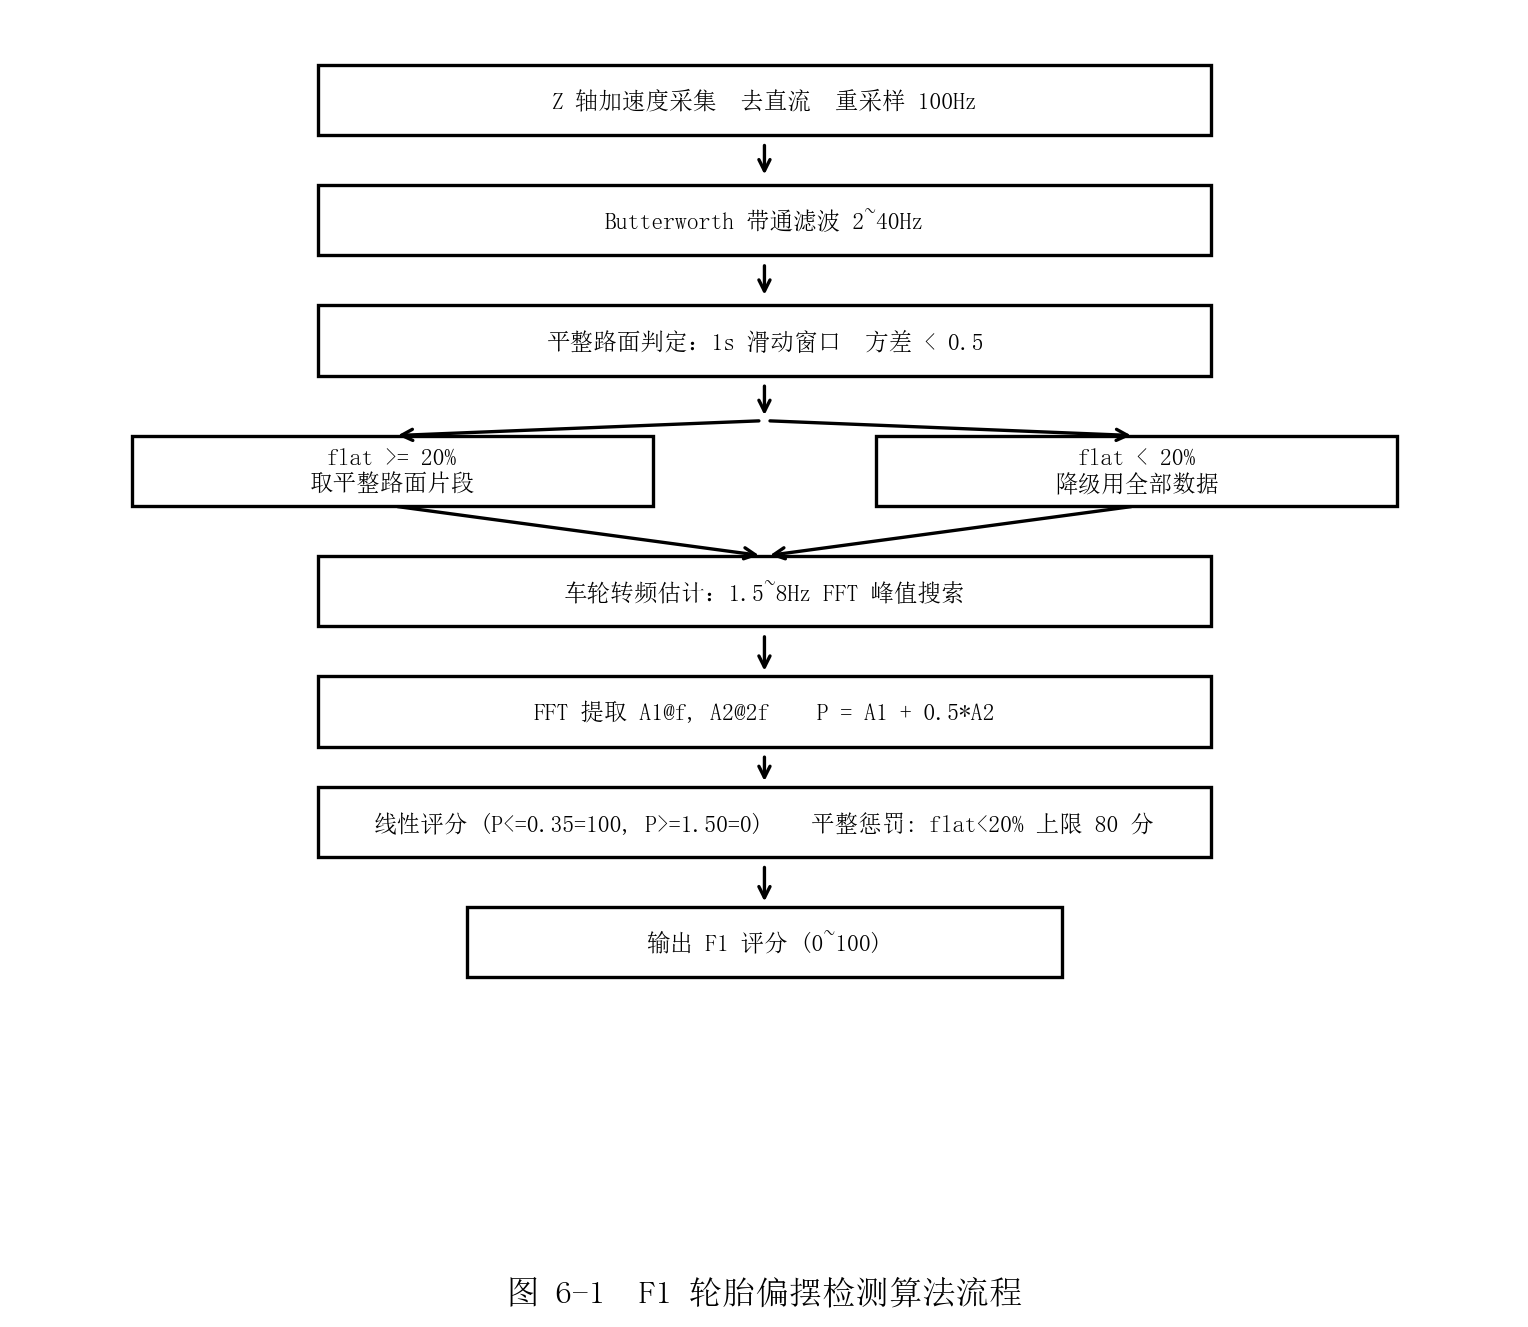 Z 轴加速度采集  去直流  重采样 100Hz
Butterworth 带通滤波 2~40Hz
平整路面判定：1s 滑动窗口  方差 < 0.5
flat >= 20%
取平整路面片段
flat < 20%
降级用全部数据
车轮转频估计：1.5~8Hz FFT 峰值搜索
FFT 提取 A1@f, A2@2f    P = A1 + 0.5*A2
线性评分 (P<=0.35=100, P>=1.50=0)    平整惩罚: flat<20% 上限 80 分
输出 F1 评分 (0~100)
图 6-1  F1 轮胎偏摆检测算法流程